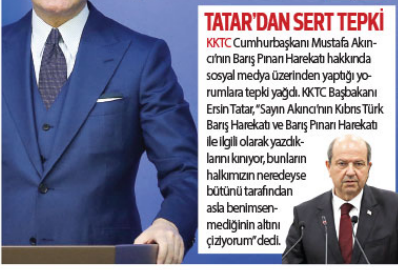 TATAR'DAN SERT TEPKİ
KKTC Cumhurbaşkanı Mustafa Akın-
cı'nın Barış Pınarı Harekatı hakkında
sosyal medya üzerinden yaptığı yo-
rumlara tepki yağdı. KKTC Başbakanı
Ersin Tatar, "Sayın Akıncı'nın Kıbrıs Türk
Barış Harekatı ve Barış Pınarı Harekatı
ile ilgili olarak yazdık-
larını kınıyor, bunların
halkımızın neredeyse
bütünü tarafından
asla benimsen-
mediğinin altını
çiziyorum" dedi.